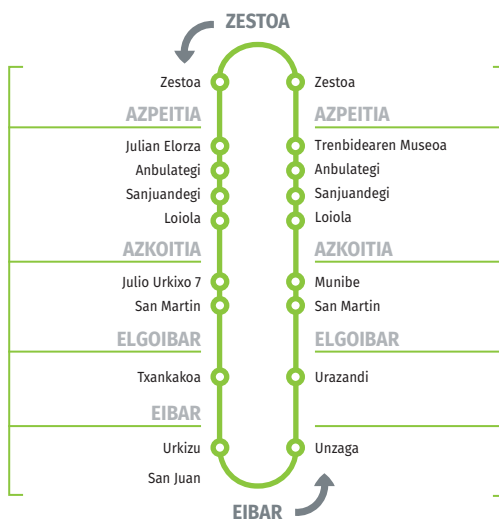 ZESTOA
Zestoa
AZPEITIA
Julian Elorza
Anbulategi
Sanjuandegi
Loiola
AZKOITIA
Julio Urkixo 7
San Martin
ELGOIBAR
Txankakoa
EIBAR
Urkizu
San Juan
Zestoa
AZPEITIA
Trenbidearen Museoa
Anbulategi
Sanjuandegi
Loiola
AZKOITIA
Munibe
San Martin
ELGOIBAR
Urazandi
Unzaga
EIBAR